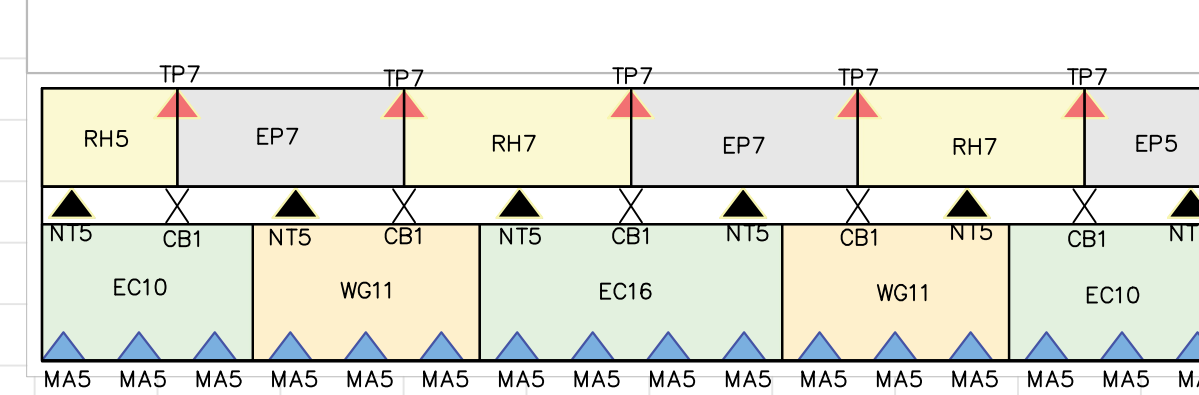 TP7 TP7 TP7 TP7 TP7
RH5 EP7 RH7 EP7 RH7 EP5
NT5 CB1 NT5 CB1 NT5 CB1 NT5 CB1 NT5 CB1 NT
EC10 WG11 EC16 WG11 EC10
MA5 MA5 MA5 MA5 MA5 MA5 MA5 MA5 MA5 MA5 MA5 MA5 MA5 MA5 MA5 MA